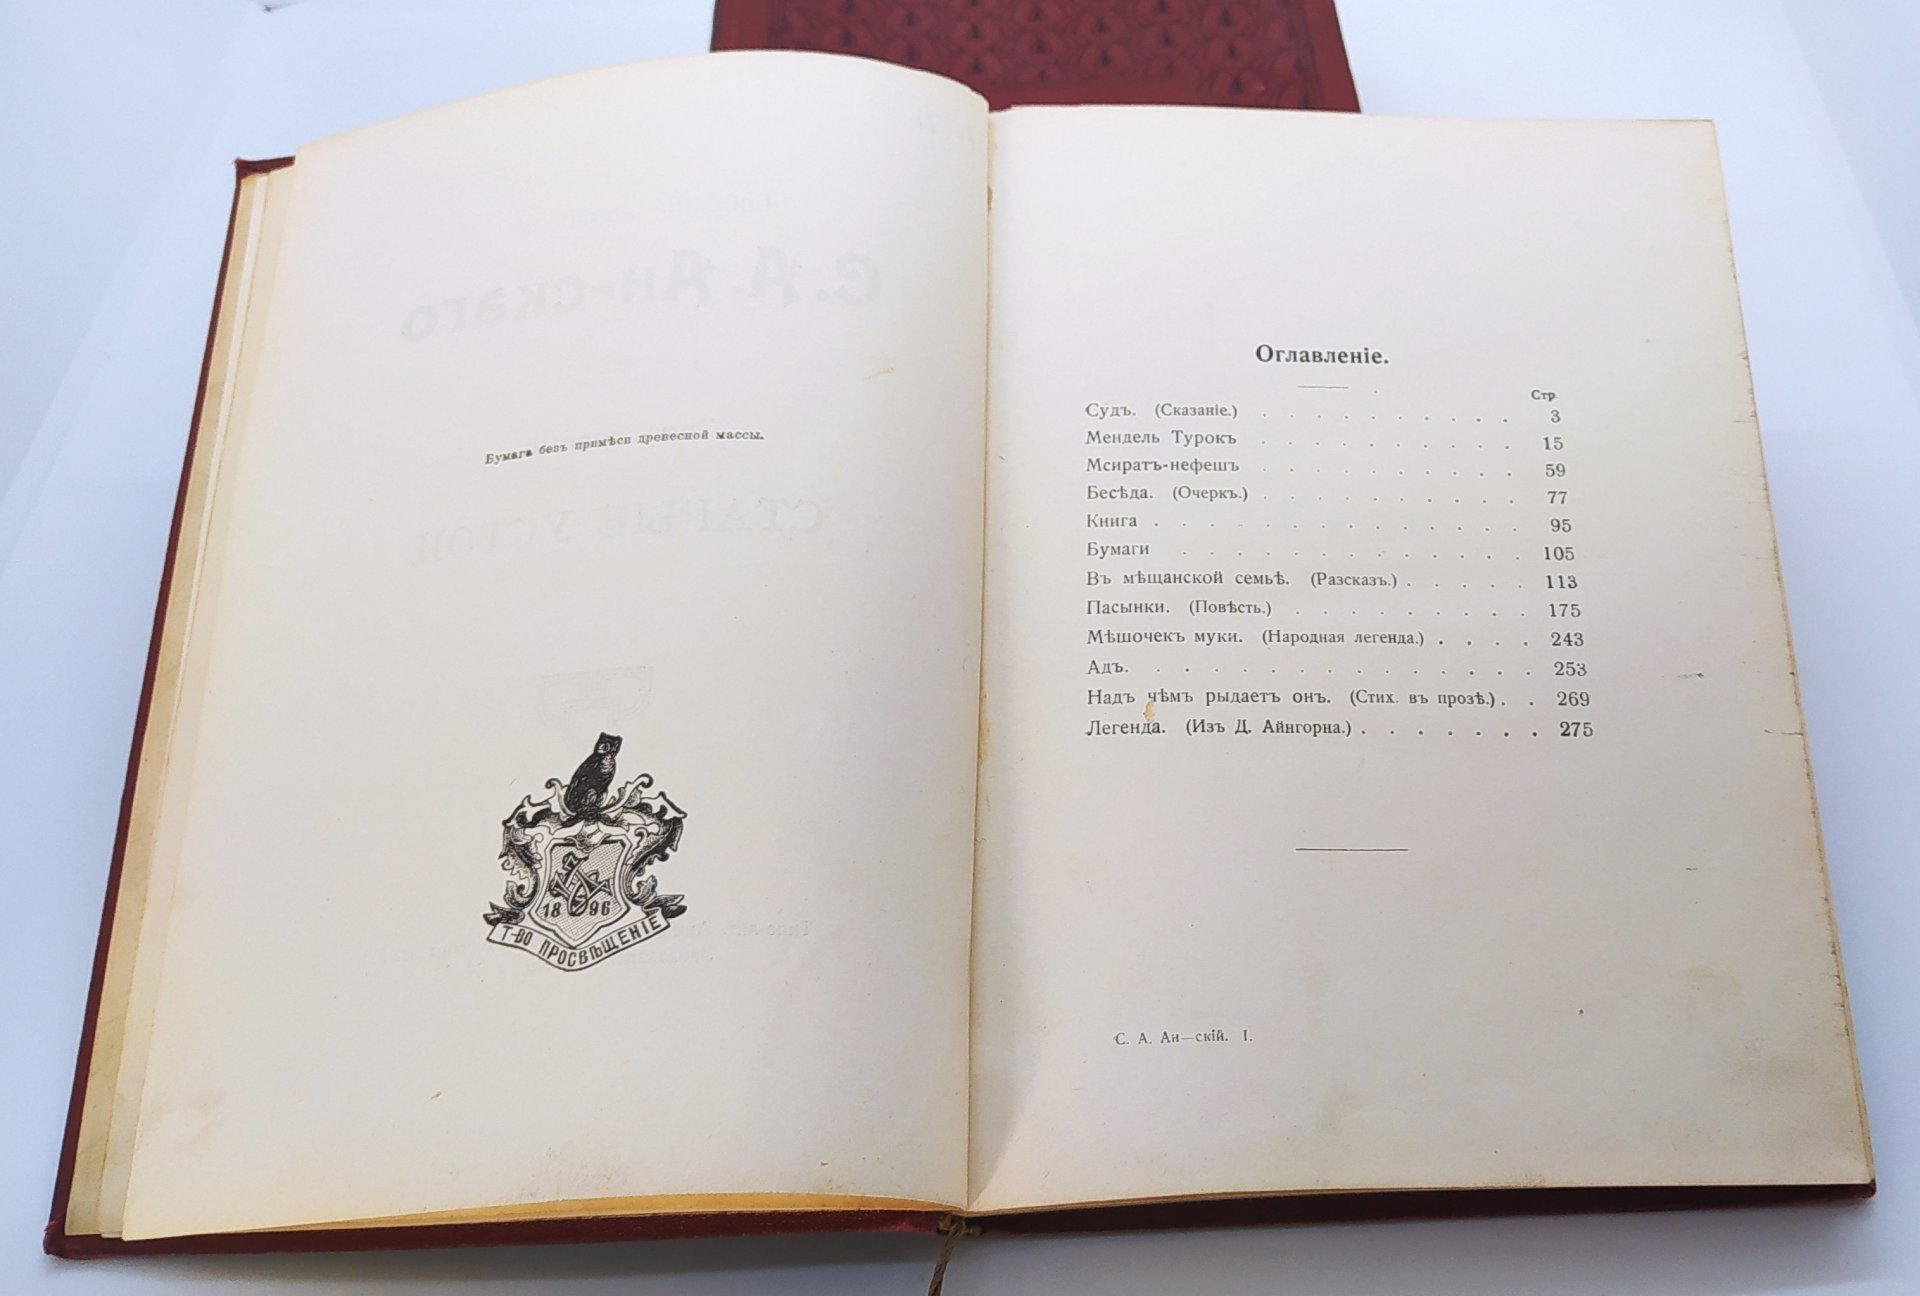 Бумага безъ примѣси древесной массы.
18 96
Т-ВО ПРОСВѢЩЕНІЕ
Оглавленіе.
Стр.
Судъ. (Сказаніе.) . . . . . . . . . . 3
Мендель Турокъ . . . . . . . . . . 15
Мсиратъ-нефешъ . . . . . . . . . . 59
Бесѣда. (Очеркъ.) . . . . . . . . . . 77
Книга . . . . . . . . . . . . . . 95
Бумаги . . . . . . . . . . . . . 105
Въ мѣщанской семьѣ. (Разсказъ.) . . . . . 113
Пасынки. (Повѣсть.) . . . . . . . . . 175
Мѣшочекъ муки. (Народная легенда.) . . . . 243
Адъ. . . . . . . . . . . . . . . 253
Надъ чѣмъ рыдаетъ онъ. (Стих. въ прозѣ.) . . 269
Легенда. (Изъ Д. Айнгорна.) . . . . . . . 275
С. А. Ан—скій. I.